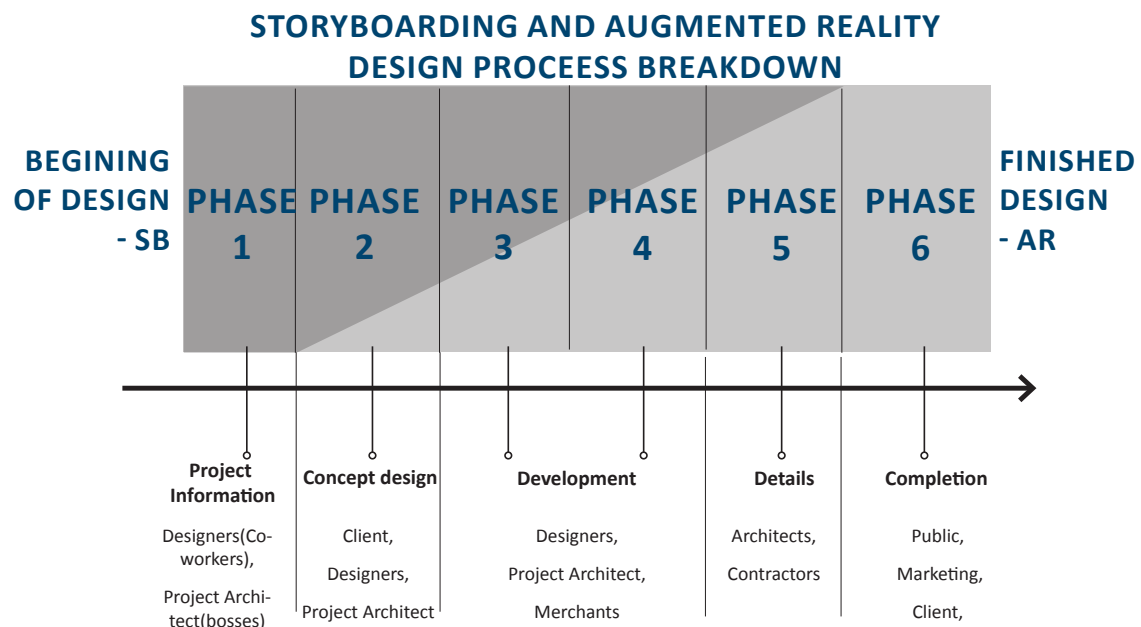 STORYBOARDING AND AUGMENTED REALITY
DESIGN PROCEESS BREAKDOWN
BEGINING
OF DESIGN
- SB
PHASE
1
PHASE
2
PHASE
3
PHASE
4
PHASE
5
PHASE
6
FINISHED
DESIGN
- AR
Project
Information
Designers(Co-
workers),
Project Archi-
tect(bosses)
Concept design
Client,
Designers,
Project Architect
Development
Designers,
Project Architect,
Merchants
Details
Architects,
Contractors
Completion
Public,
Marketing,
Client,